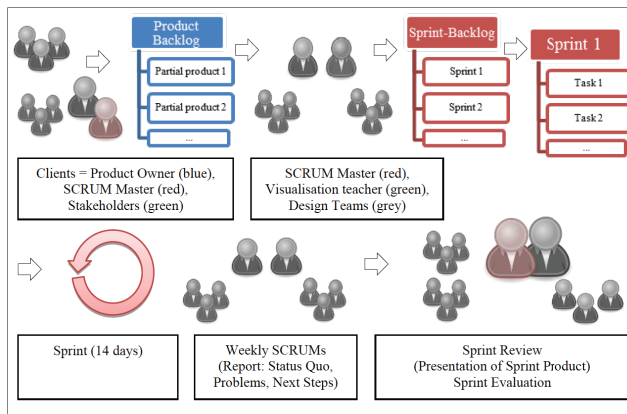 Product
Backlog
Partial product 1
Partial product 2
...
Sprint-Backlog
Sprint 1
Sprint 2
...
Sprint 1
Task 1
Task 2
...
Clients = Product Owner (blue),
SCRUM Master (red),
Stakeholders (green)
SCRUM Master (red),
Visualisation teacher (green),
Design Teams (grey)
Sprint (14 days)
Weekly SCRUMs
(Report: Status Quo,
Problems, Next Steps)
Sprint Review
(Presentation of Sprint Product)
Sprint Evaluation